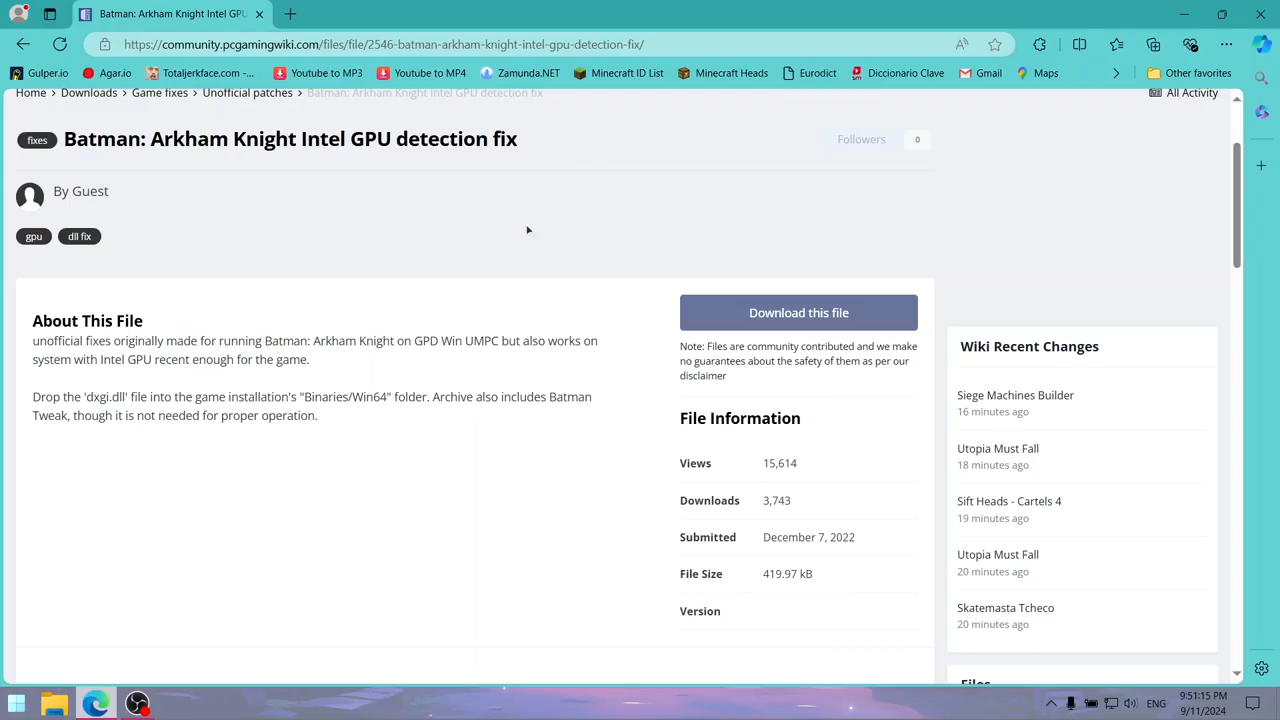 Batman: Arkham Knight Intel GPU
https://community.pcgamingwiki.com/files/file/2546-batman-arkham-knight-intel-gpu-detection-fix/
Gulper.io
Agar.io
Totaljerkface.com -...
Youtube to MP3
Youtube to MP4
Zamunda.NET
Minecraft ID List
Minecraft Heads
Eurodict
Diccionario Clave
Gmail
Maps
Other favorites
Home > Downloads > Game fixes > Unofficial patches > Batman: Arkham Knight Intel GPU detection fix
All Activity
fixes
Batman: Arkham Knight Intel GPU detection fix
Followers
0
By Guest
gpu
dll fix
About This File
unofficial fixes originally made for running Batman: Arkham Knight on GPD Win UMPC but also works on
system with Intel GPU recent enough for the game.
Drop the 'dxgi.dll' file into the game installation's "Binaries/Win64" folder. Archive also includes Batman
Tweak, though it is not needed for proper operation.
Download this file
Note: Files are community contributed and we make
no guarantees about the safety of them as per our
disclaimer
File Information
Views 15,614
Downloads 3,743
Submitted December 7, 2022
File Size 419.97 kB
Version
Wiki Recent Changes
Siege Machines Builder
16 minutes ago
Utopia Must Fall
18 minutes ago
Sift Heads - Cartels 4
19 minutes ago
Utopia Must Fall
20 minutes ago
Skatemasta Tcheco
20 minutes ago
Files
ENG
9:51:15 PM
9/11/2024